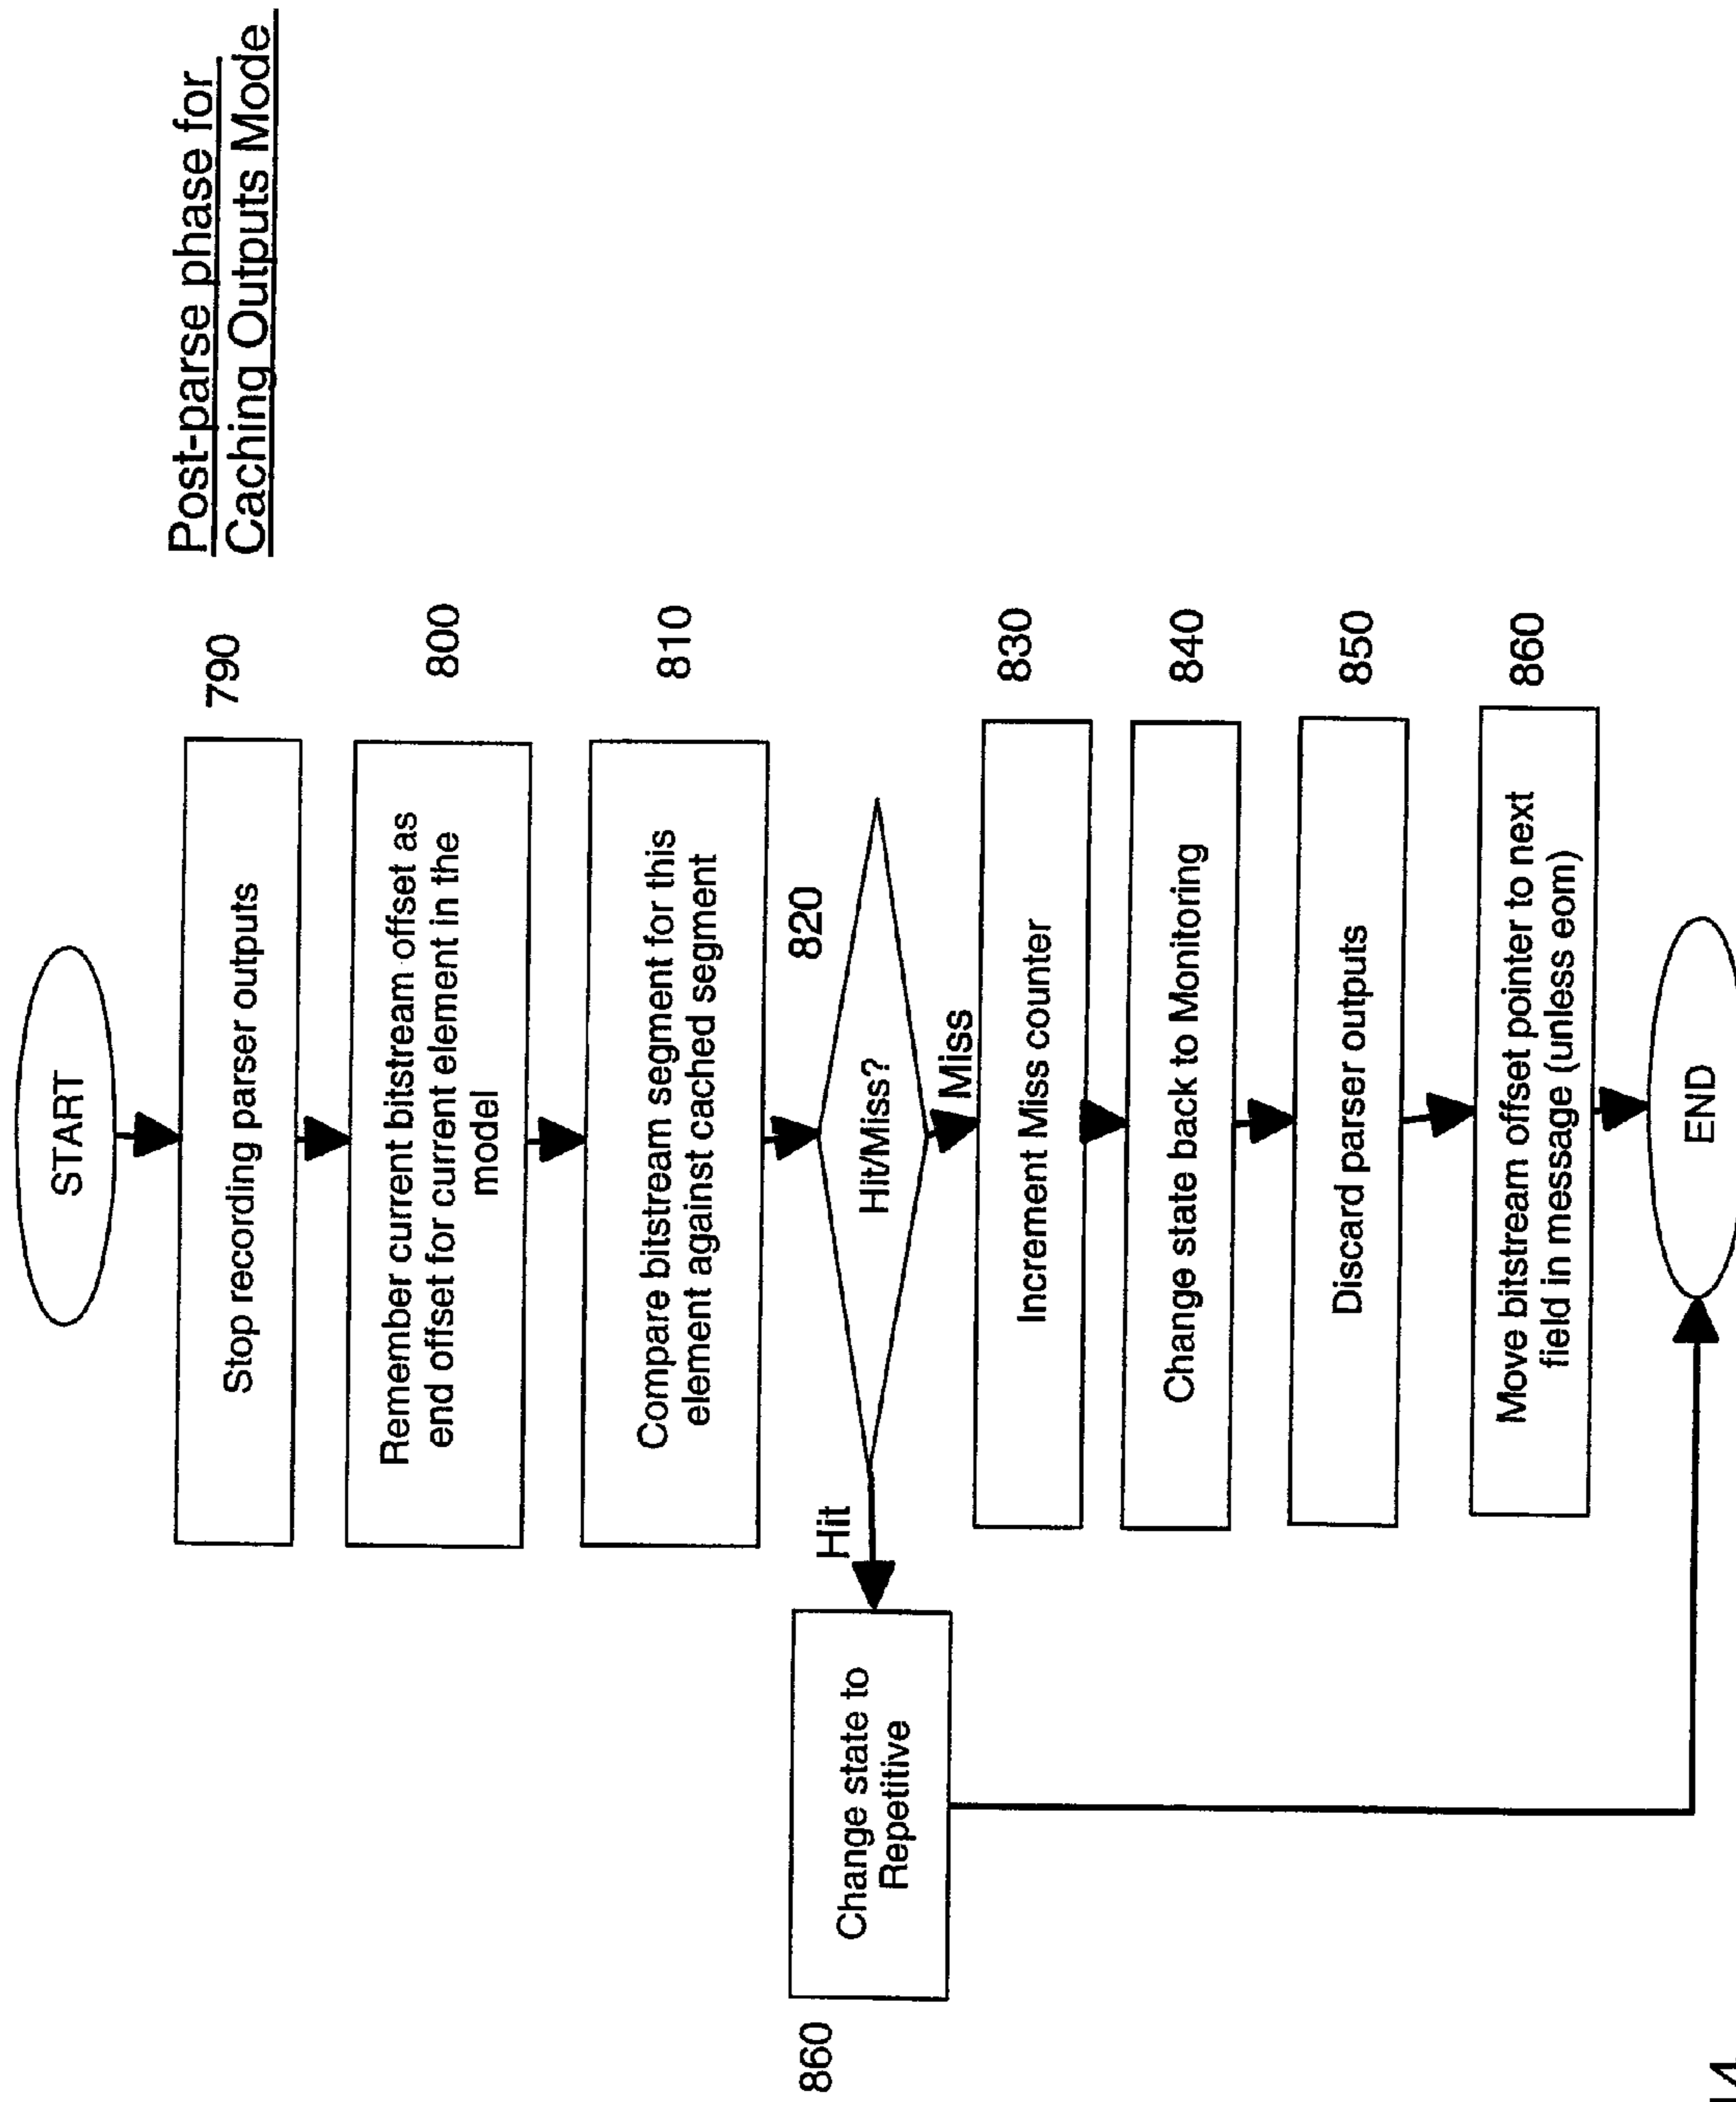 Post-parse phase for
Caching Outputs Mode
START
Stop recording parser outputs
790
Remember current bitstream offset as
end offset for current element in the
model
800
Compare bitstream segment for this
element against cached segment
810
Hit/Miss?
820
Hit
Miss
Change state to
Repetitive
860
Increment Miss counter
830
Change state back to Monitoring
840
Discard parser outputs
850
Move bitstream offset pointer to next
field in message (unless eom)
860
END